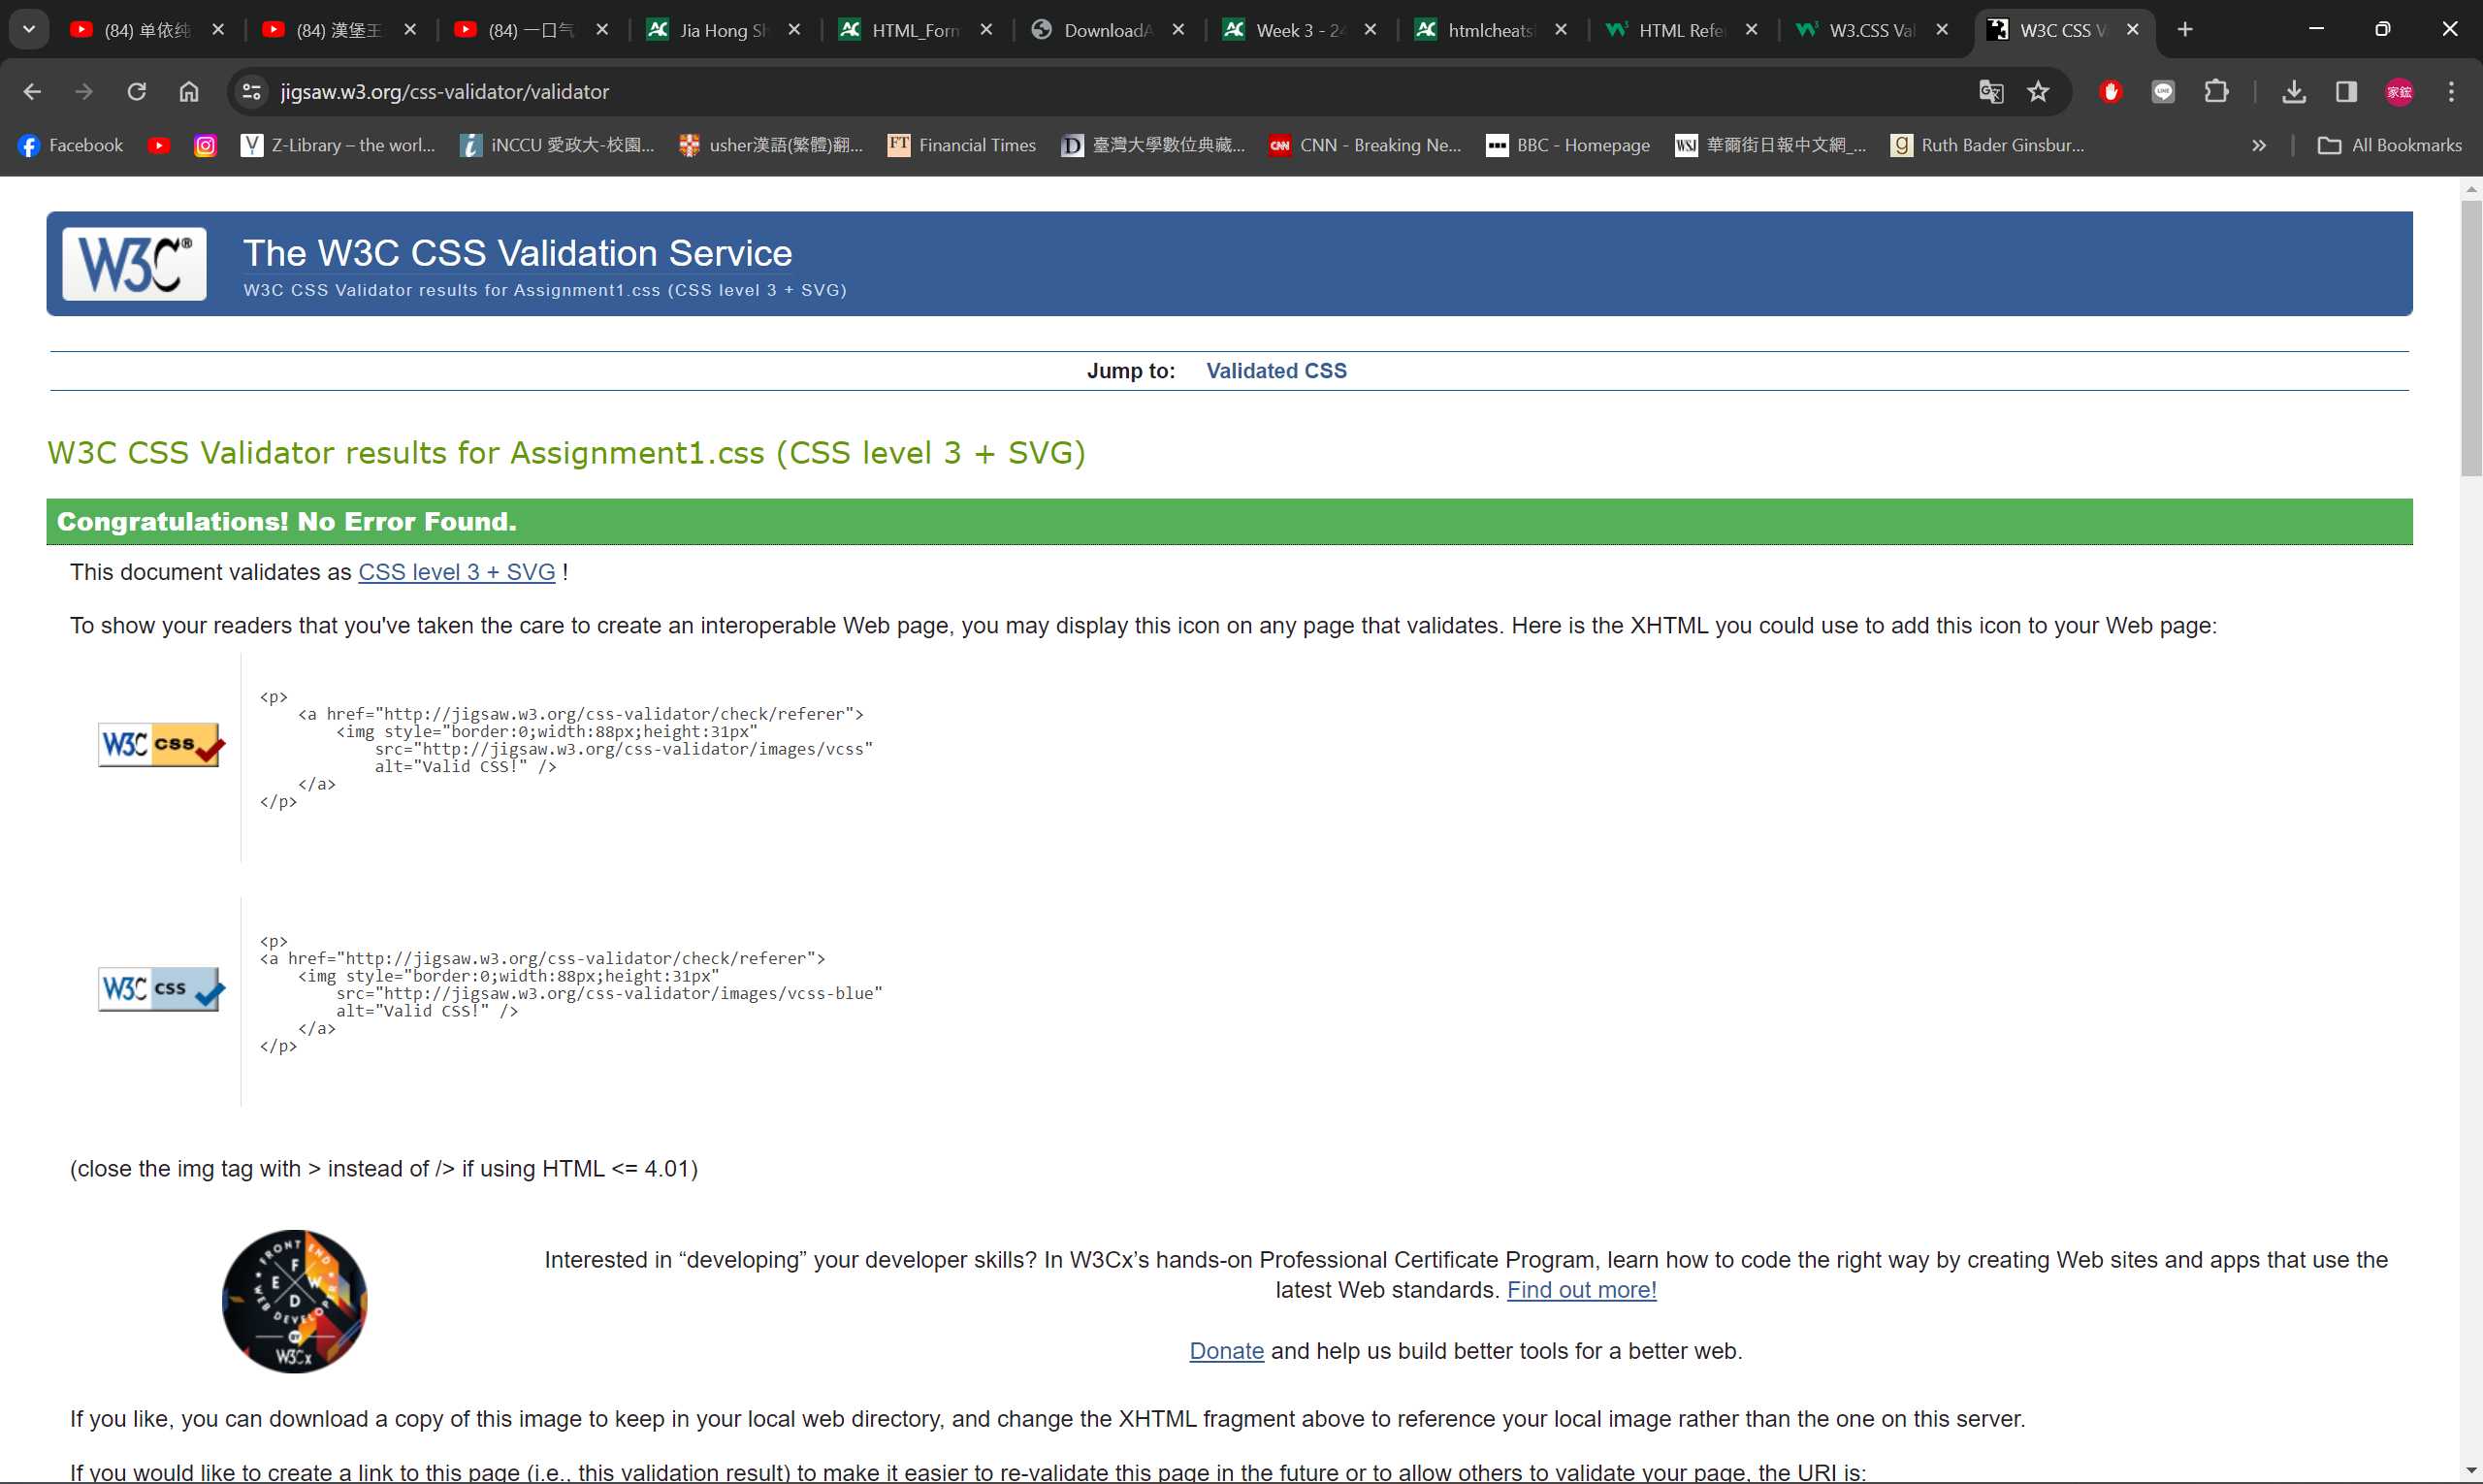 (84) 单依纯
(84) 漢堡王
(84) 一口气
Jia Hong Sh
HTML_Form
DownloadA
Week 3 - 24
htmlcheats
HTML Refer
W3.CSS Val
W3C CSS V
jigsaw.w3.org/css-validator/validator
家鋐
Facebook
Z-Library – the worl...
iNCCU 愛政大-校園...
usher漢語(繁體)翻...
FT Financial Times
D 臺灣大學數位典藏...
CNN CNN - Breaking Ne...
BBC - Homepage
WSJ 華爾街日報中文網_...
g Ruth Bader Ginsbur...
All Bookmarks
W3C®
The W3C CSS Validation Service
W3C CSS Validator results for Assignment1.css (CSS level 3 + SVG)
Jump to: Validated CSS
W3C CSS Validator results for Assignment1.css (CSS level 3 + SVG)
Congratulations! No Error Found.
This document validates as CSS level 3 + SVG !
To show your readers that you've taken the care to create an interoperable Web page, you may display this icon on any page that validates. Here is the XHTML you could use to add this icon to your Web page:
W3C css
<p>
<a href="http://jigsaw.w3.org/css-validator/check/referer">
<img style="border:0;width:88px;height:31px"
src="http://jigsaw.w3.org/css-validator/images/vcss"
alt="Valid CSS!" />
</a>
</p>
W3C css
<p>
<a href="http://jigsaw.w3.org/css-validator/check/referer">
<img style="border:0;width:88px;height:31px"
src="http://jigsaw.w3.org/css-validator/images/vcss-blue"
alt="Valid CSS!" />
</a>
</p>
(close the img tag with > instead of /> if using HTML <= 4.01)
FRONT END
F
E W
D
WEB DEVELOPER
BY
W3Cx
Interested in “developing” your developer skills? In W3Cx’s hands-on Professional Certificate Program, learn how to code the right way by creating Web sites and apps that use the
latest Web standards. Find out more!
Donate and help us build better tools for a better web.
If you like, you can download a copy of this image to keep in your local web directory, and change the XHTML fragment above to reference your local image rather than the one on this server.
If you would like to create a link to this page (i.e., this validation result) to make it easier to re-validate this page in the future or to allow others to validate your page, the URI is: